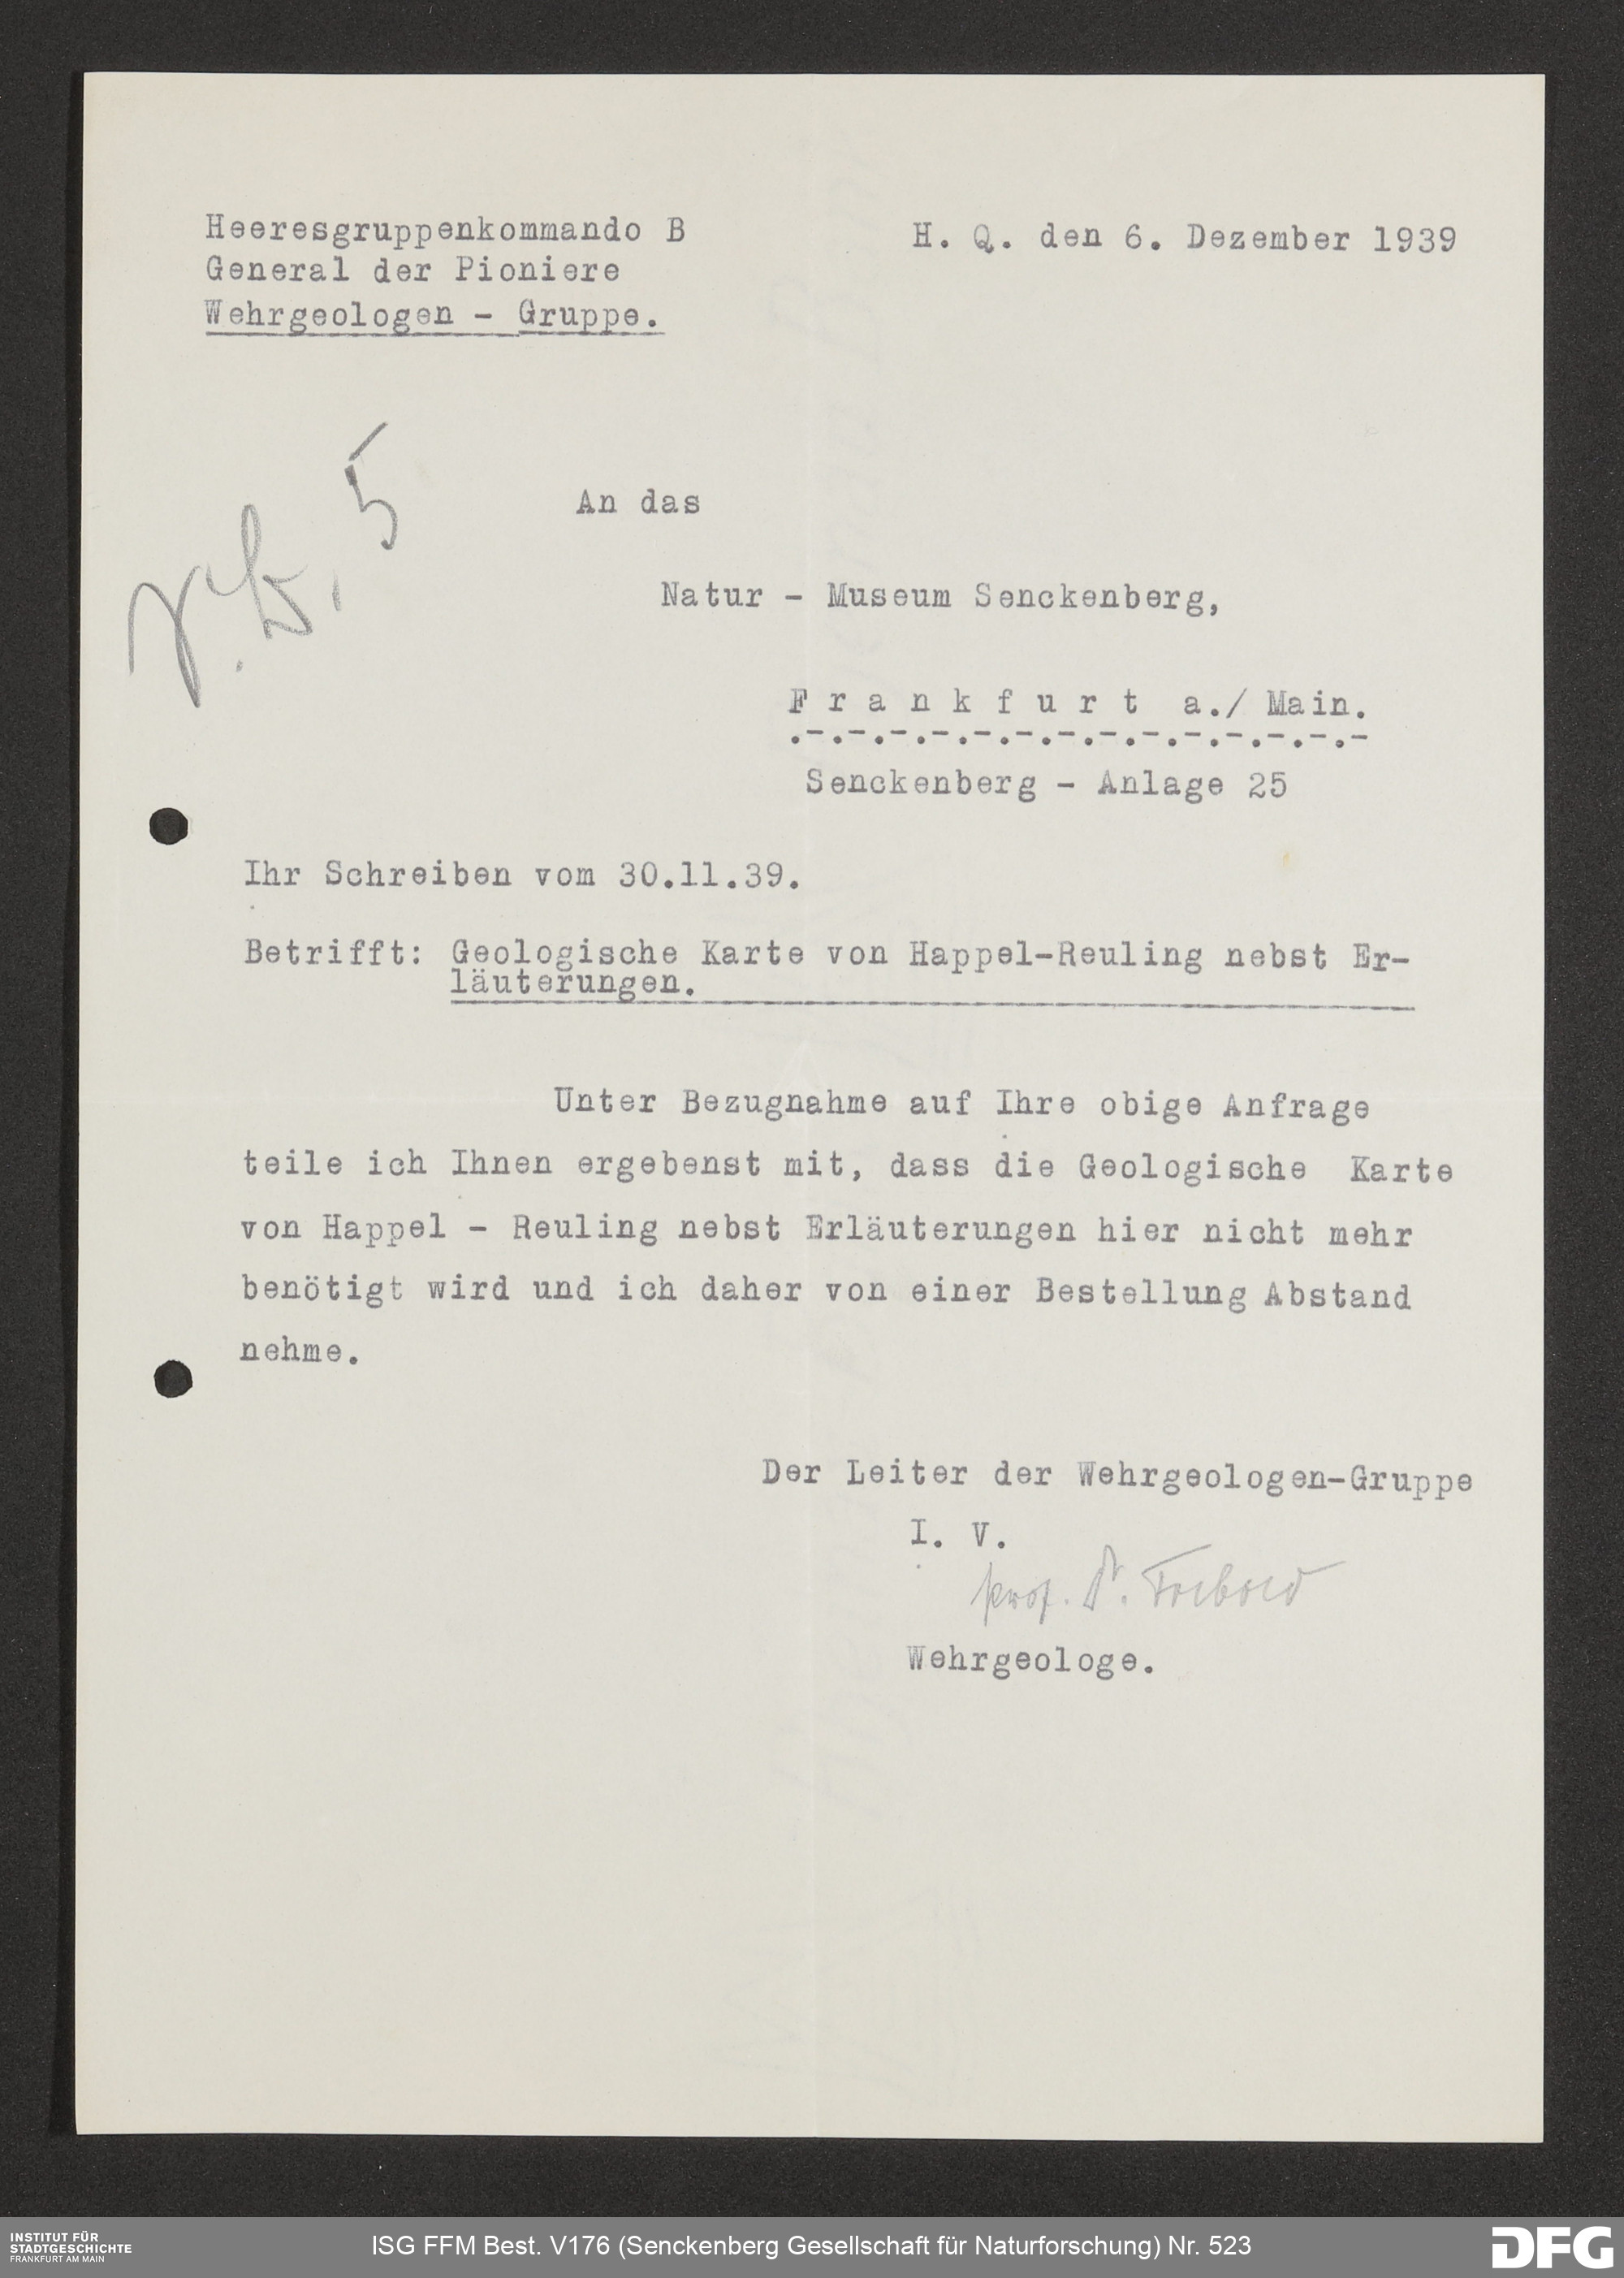 Heeresgruppenkommando B
General der Pioniere
Wehrgeologen - Gruppe.
H. Q. den 6. Dezember 1939
An das
Natur - Museum Senckenberg,
F r a n k f u r t a./ Main.
.-.-.-.-.-.-.-.-.-.-.-.-.-.-
Senckenberg - Anlage 25
Ihr Schreiben vom 30.11.39.
Betrifft: Geologische Karte von Happel-Reuling nebst Er-
läuterungen.
Unter Bezugnahme auf Ihre obige Anfrage
teile ich Ihnen ergebenst mit, dass die Geologische Karte
von Happel - Reuling nebst Erläuterungen hier nicht mehr
benötigt wird und ich daher von einer Bestellung Abstand
nehme.
Der Leiter der Wehrgeologen-Gruppe
I. V.
Prof. Dr.
Wehrgeologe.
INSTITUT FÜR
STADTGESCHICHTE
FRANKFURT AM MAIN
ISG FFM Best. V176 (Senckenberg Gesellschaft für Naturforschung) Nr. 523
DFG